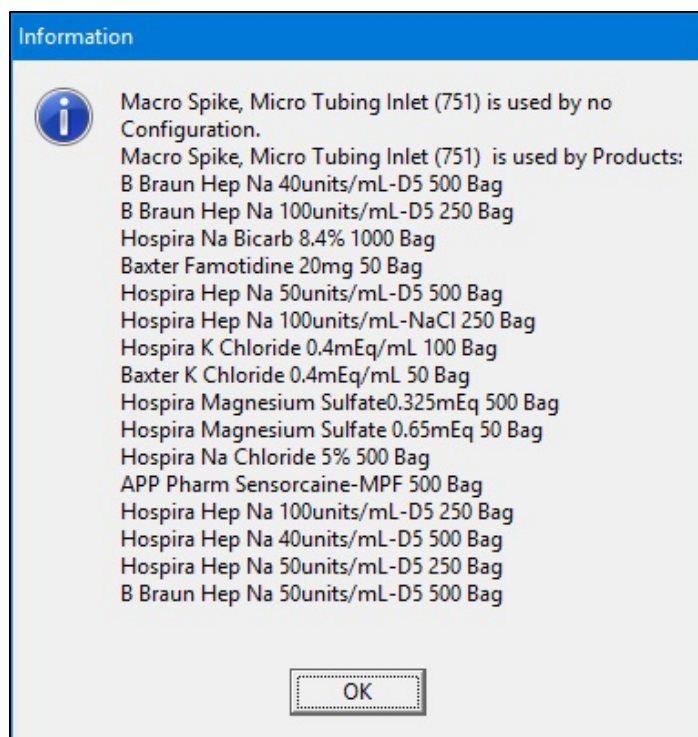 Information
Macro Spike, Micro Tubing Inlet (751) is used by no
Configuration.
Macro Spike, Micro Tubing Inlet (751)  is used by Products:
B Braun Hep Na 40units/mL-D5 500 Bag
B Braun Hep Na 100units/mL-D5 250 Bag
Hospira Na Bicarb 8.4% 1000 Bag
Baxter Famotidine 20mg 50 Bag
Hospira Hep Na 50units/mL-D5 500 Bag
Hospira Hep Na 100units/mL-NaCl 250 Bag
Hospira K Chloride 0.4mEq/mL 100 Bag
Baxter K Chloride 0.4mEq/mL 50 Bag
Hospira Magnesium Sulfate0.325mEq 500 Bag
Hospira Magnesium Sulfate 0.65mEq 50 Bag
Hospira Na Chloride 5% 500 Bag
APP Pharm Sensorcaine-MPF 500 Bag
Hospira Hep Na 100units/mL-D5 250 Bag
Hospira Hep Na 40units/mL-D5 500 Bag
Hospira Hep Na 50units/mL-D5 250 Bag
B Braun Hep Na 50units/mL-D5 500 Bag
OK